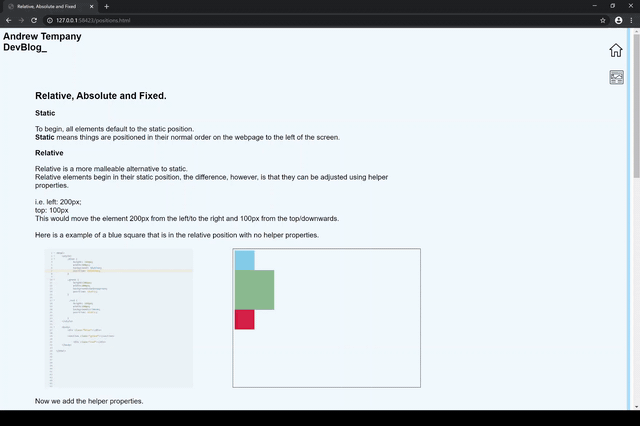 Relative, Absolute and Fixed
127.0.0.1:58423/positions.html
Andrew Tempany
DevBlog_
Relative, Absolute and Fixed.
Static
To begin, all elements default to the static position.
Static means things are positioned in their normal order on the webpage to the left of the screen.
Relative
Relative is a more malleable alternative to static.
Relative elements begin in their static position, the difference, however, is that they can be adjusted using helper
properties.
i.e. left: 200px;
top: 100px
This would move the element 200px from the left/to the right and 100px from the top/downwards.
Here is a example of a blue square that is in the relative position with no helper properties.
Now we add the helper properties.